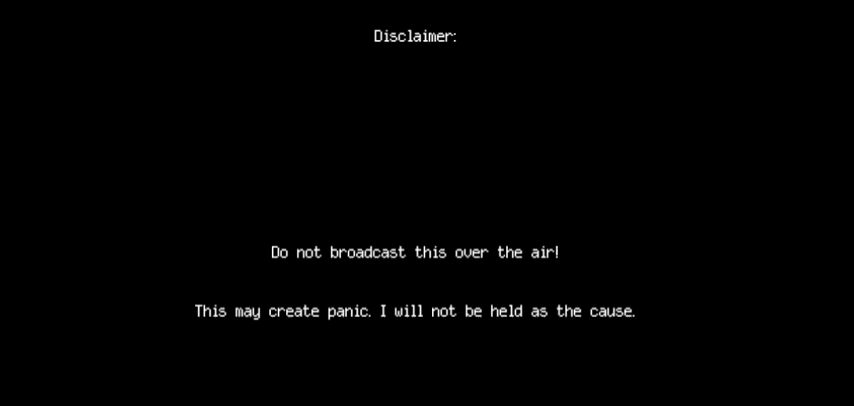 Disclaimer:
Do not broadcast this over the air!
This may create panic. I will not be held as the cause.